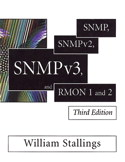 SNMP,
SNMPv2,
SNMPv3,
and
RMON 1 and 2
Third Edition
William Stallings